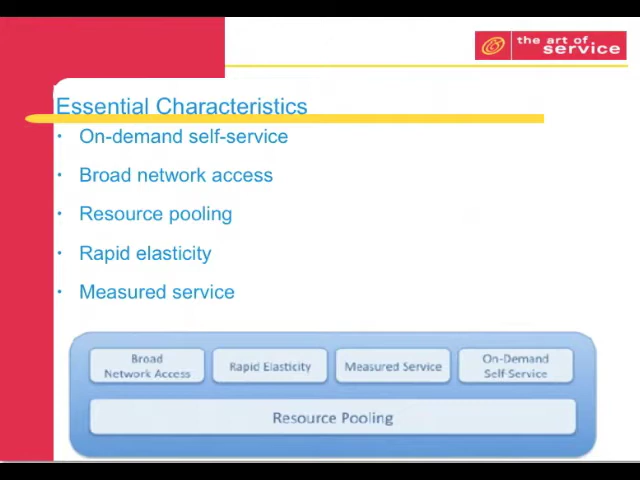 the art of
service
Essential Characteristics
• On-demand self-service
• Broad network access
• Resource pooling
• Rapid elasticity
• Measured service
Broad
Network Access
Rapid Elasticity
Measured Service
On-Demand
Self-Service
Resource Pooling